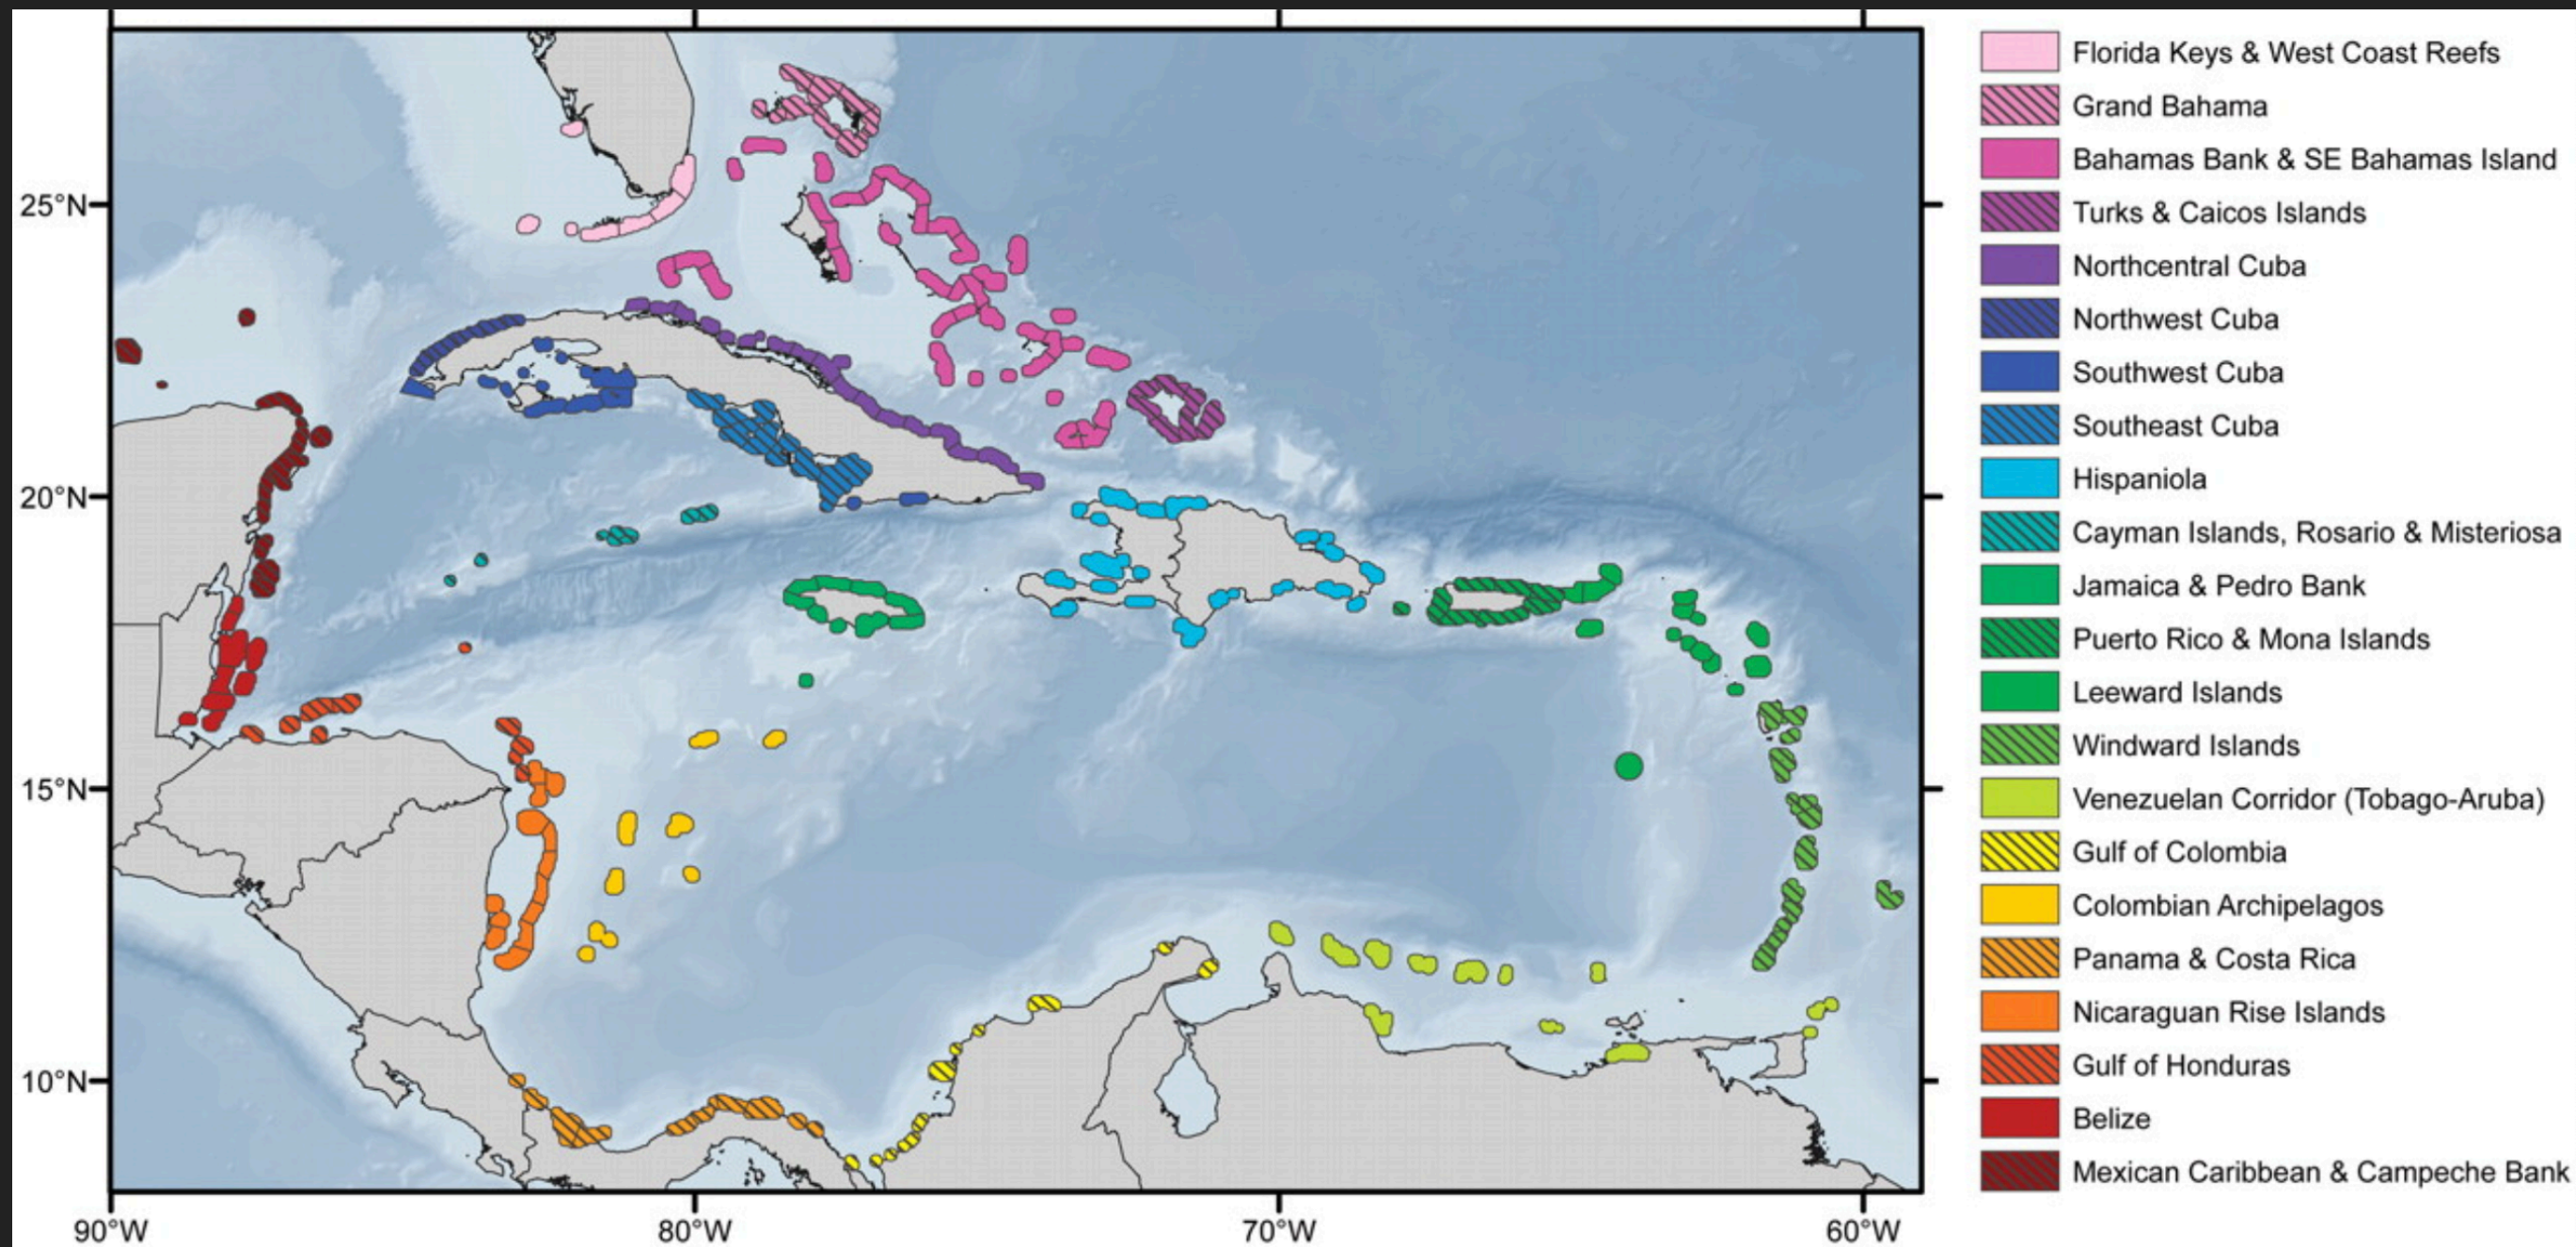 Florida Keys & West Coast Reefs
Grand Bahama
Bahamas Bank & SE Bahamas Island
Turks & Caicos Islands
Northcentral Cuba
Northwest Cuba
Southwest Cuba
Southeast Cuba
Hispaniola
Cayman Islands, Rosario & Misteriosa
Jamaica & Pedro Bank
Puerto Rico & Mona Islands
Leeward Islands
Windward Islands
Venezuelan Corridor (Tobago-Aruba)
Gulf of Colombia
Colombian Archipelagos
Panama & Costa Rica
Nicaraguan Rise Islands
Gulf of Honduras
Belize
Mexican Caribbean & Campeche Bank
25°N
20°N
15°N
10°N
90°W
80°W
70°W
60°W